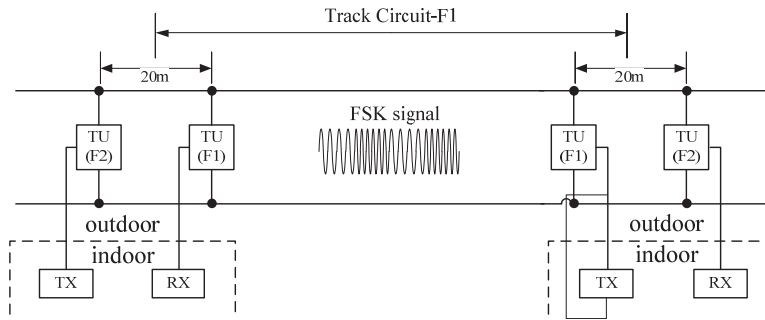 Track Circuit-F1
20m
20m
FSK signal
TU
(F2)
TU
(F1)
TU
(F1)
TU
(F2)
outdoor
outdoor
indoor
indoor
TX
RX
TX
RX